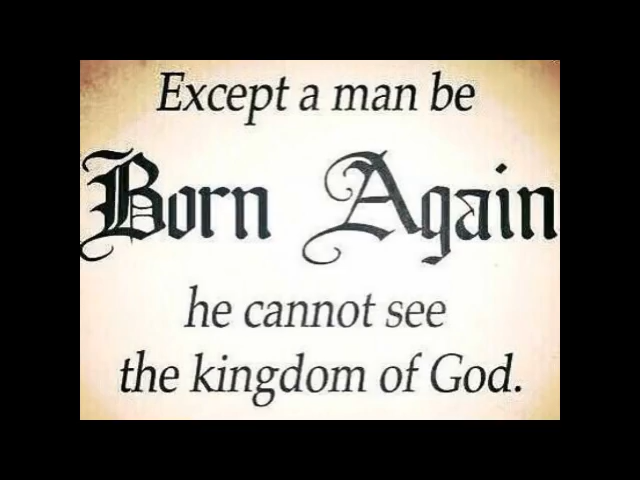 Except a man be
Born Again
he cannot see
the kingdom of God.